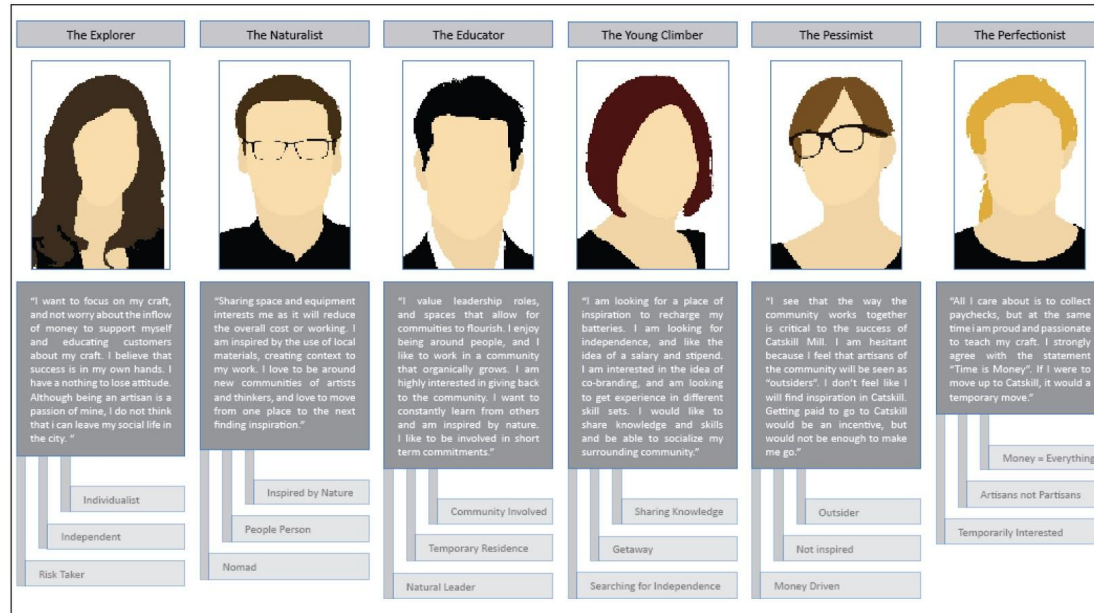 The Explorer
The Naturalist
The Educator
The Young Climber
The Pessimist
The Perfectionist
“I want to focus on my craft,
and not worry about the inflow
of money to support myself
and educating customers
about my craft. I believe that
success is in my own hands. I
have a nothing to lose attitude.
Although being an artisan is a
passion of mine, I do not think
that i can leave my social life in
the city. “
Individualist
Independent
Risk Taker
“Sharing space and equipment
interests me as it will reduce
the overall cost or working. I
am inspired by the use of local
materials, creating context to
my work. I love to be around
new communities of artists
and thinkers, and love to move
from one place to the next
finding inspiration.”
Inspired by Nature
People Person
Nomad
“I value leadership roles,
and spaces that allow for
commuities to flourish. I enjoy
being around people, and I
like to work in a community
that organically grows. I am
highly interested in giving back
to the community. I want to
constantly learn from others
and am inspired by nature.
I like to be involved in short
term commitments.”
Community Involved
Temporary Residence
Natural Leader
“I am looking for a place of
inspiration to recharge my
batteries. I am looking for
independence, and like the
idea of a salary and stipend.
I am interested in the idea of
co-branding, and am looking
to get experience in different
skill sets. I would like to
share knowledge and skills
and be able to socialize my
surrounding community.”
Sharing Knowledge
Getaway
Searching for Independence
“I see that the way the
community works together
is critical to the success of
Catskill Mill. I am hesitant
because I feel that artisans of
the community will be seen as
“outsiders”. I don’t feel like I
will find inspiration in Catskill.
Getting paid to go to Catskill
would be an incentive, but
would not be enough to make
me go.”
Outsider
Not inspired
Money Driven
“All I care about is to collect
paychecks, but at the same
time i am proud and passionate
to teach my craft. I strongly
agree with the statement
“Time is Money”. If I were to
move up to Catskill, it would a
temporary move.”
Money = Everything
Artisans not Partisans
Temporarily Interested